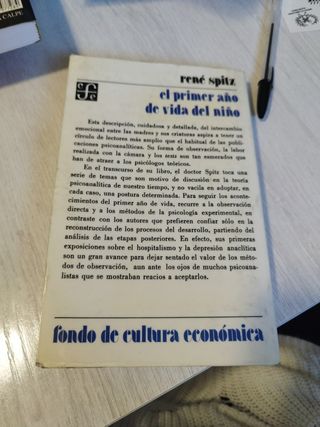 CALPE
rené spitz
el primer año
de vida del niño
Esta descripción, cuidadosa y detallada, del intercambio
emocional entre las madres y sus criaturas aspira a tener un
círculo de lectores más amplio que el habitual de las publi-
caciones psicoanalíticas. Su forma de observación, la labor
realizada con la cámara y los tests son tan esmerados que
han de atraer a los psicólogos teóricos.
En el transcurso de su libro, el doctor Spitz toca una
serie de temas que son motivo de discusión en la teoría
psicoanalítica de nuestro tiempo, y no vacila en adoptar, en
cada caso, una postura determinada. Para seguir los aconte-
cimientos del primer año de vida, recurre a la observación
directa y a los métodos de la psicología experimental, en
contraste con los autores que prefieren confiar sólo en la
reconstrucción de los procesos del desarrollo, partiendo del
análisis de las etapas posteriores. En efecto, sus primeras
exposiciones sobre el hospitalismo y la depresión anaclítica
son un gran avance para dejar sentado el valor de los méto-
dos de observación, aun ante los ojos de muchos psicoana-
listas que se mostraban reacios a aceptarlos.
fondo de cultura económica